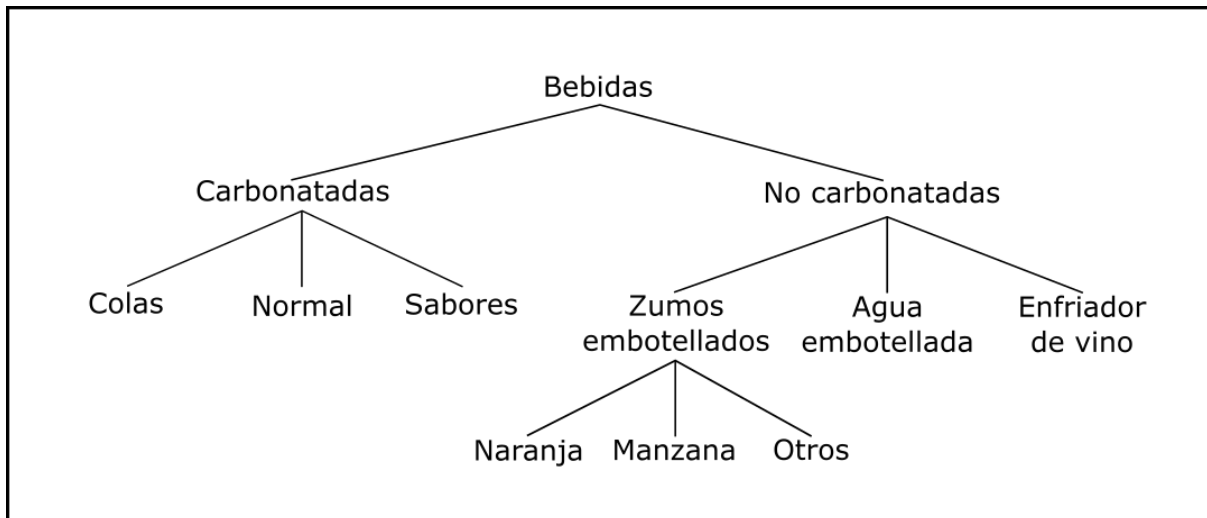 Bebidas
Carbonatadas
No carbonatadas
Colas
Normal
Sabores
Zumos
embotellados
Agua
embotellada
Enfriador
de vino
Naranja
Manzana
Otros